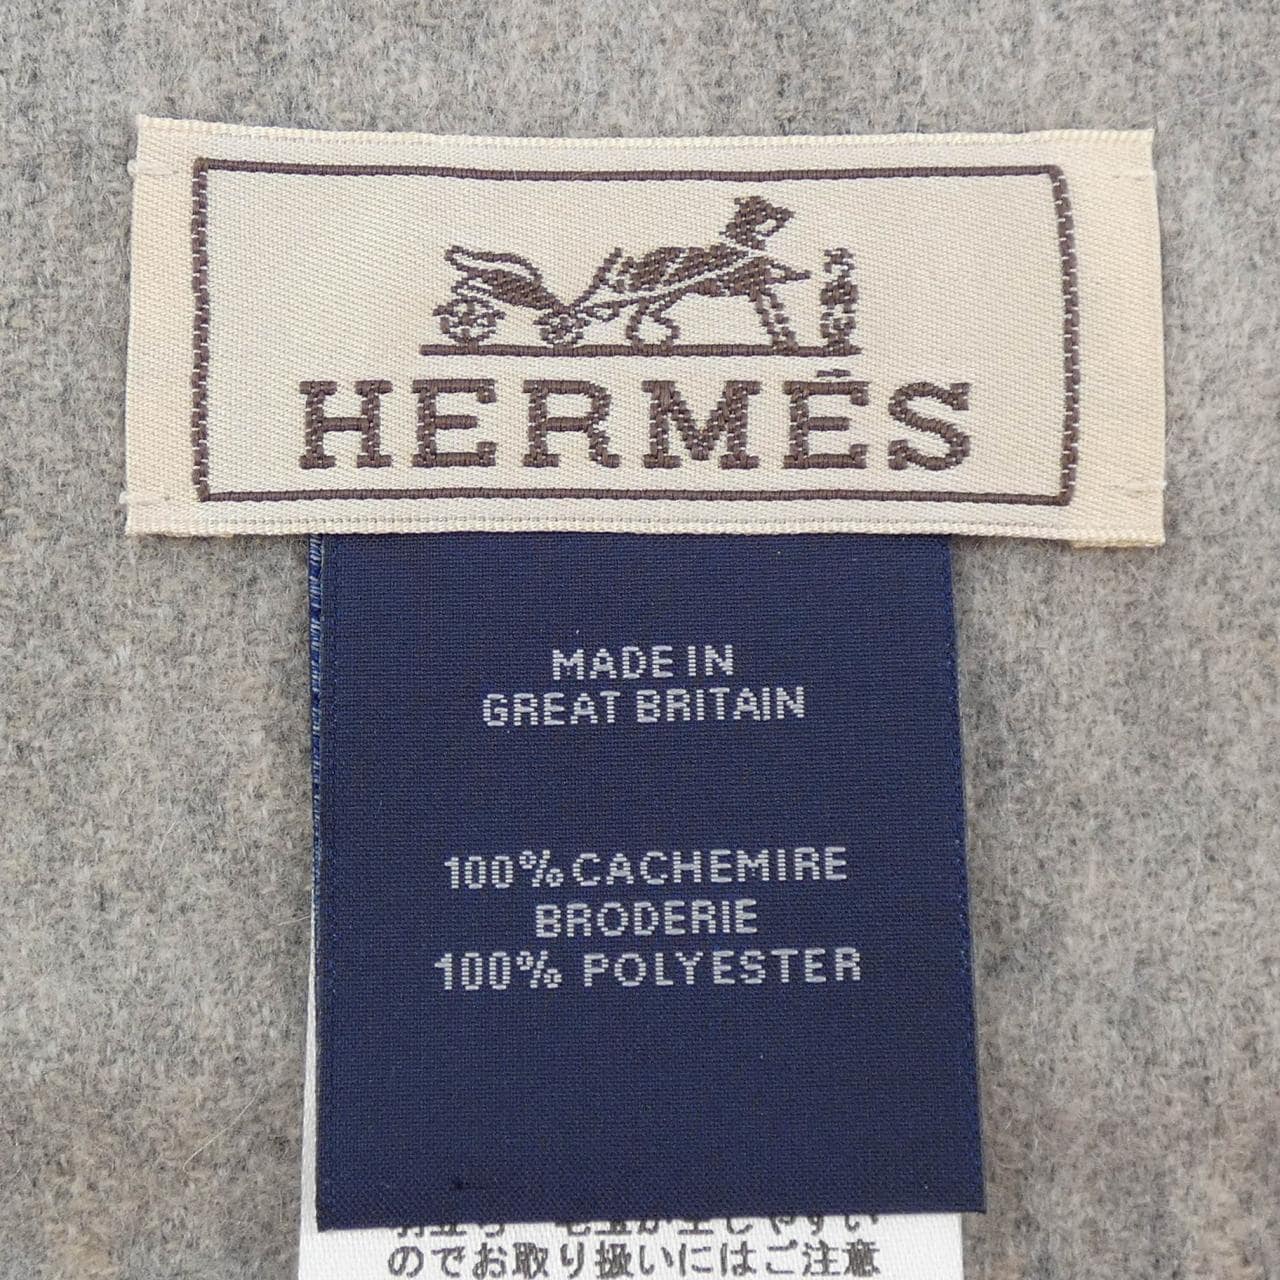 HERMÈS
MADE IN
GREAT BRITAIN
100% CACHEMIRE
BRODERIE
100% POLYESTER
のでお取り扱いにはご注意